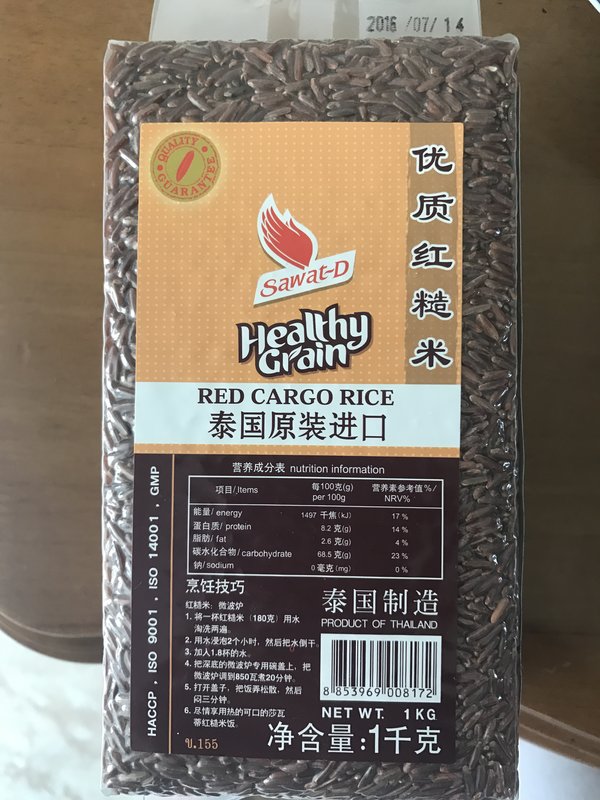 2016 /07/ 14
QUALITY GUARANTEE
优质红糙米
Sawat-D
Healthy
Grain
RED CARGO RICE
泰国原装进口
营养成分表 nutrition information
项目/Items 每100克(g) per 100g 营养素参考值%/ NRV%
能量/ energy 1497 千焦(kJ) 17 %
蛋白质/ protein 8.2 克(g) 14 %
脂肪/ fat 2.6 克(g) 4 %
碳水化合物/ carbohydrate 68.5 克(g) 23 %
钠/sodium 0 毫克(mg) 0 %
HACCP , ISO 9001 , ISO 14001 , GMP
烹饪技巧
红糙米：微波炉
1. 将一杯红糙米（180克）用水
淘洗两遍。
2. 用水浸泡2个小时，然后把水倒干。
3. 加入1.8杯的水。
4. 把深底的微波炉专用碗盖上，把
微波炉调到850瓦煮20分钟。
5. 打开盖子，把饭弄松散，然后
闷三分钟。
6. 尽情享用热的可口的莎瓦
蒂红糙米饭。
ข.155
泰国制造
PRODUCT OF THAILAND
8 853969 008172
NET WT. 1 KG
净含量:1千克